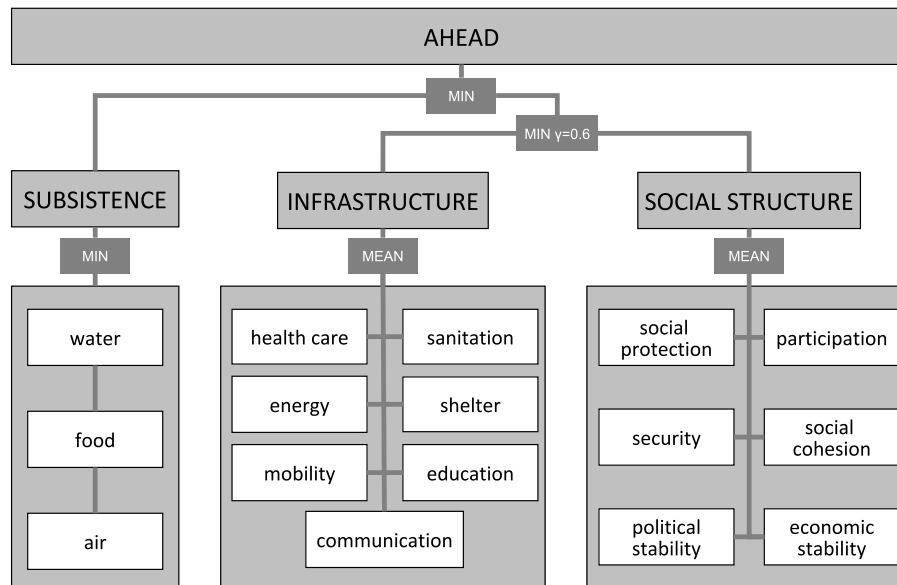 AHEAD
MIN
MIN γ=0.6
SUBSISTENCE
INFRASTRUCTURE
SOCIAL STRUCTURE
MIN
MEAN
MEAN
water
food
air
health care
sanitation
energy
shelter
mobility
education
communication
social
protection
participation
security
social
cohesion
political
stability
economic
stability